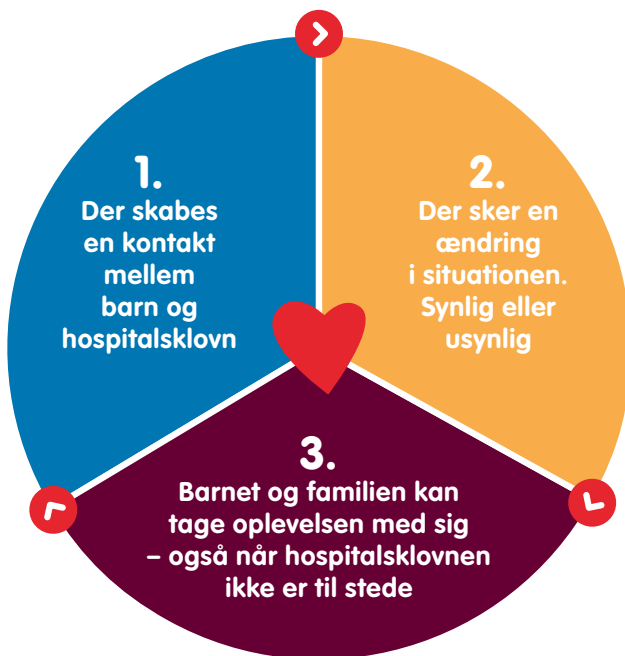 1.
Der skabes
en kontakt
mellem
barn og
hospitalsklovn
2.
Der sker en
ændring
i situationen.
Synlig eller
usynlig
3.
Barnet og familien kan
tage oplevelsen med sig
– også når hospitalsklovnen
ikke er til stede